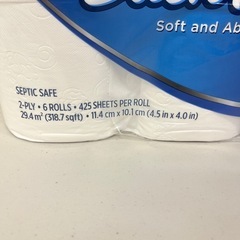 Soft and Ab
SEPTIC SAFE
2-PLY • 6 ROLLS • 425 SHEETS PER ROLL
29.4 m² (318.7 sqft) • 11.4 cm x 10.1 cm (4.5 in x 4.0 in)